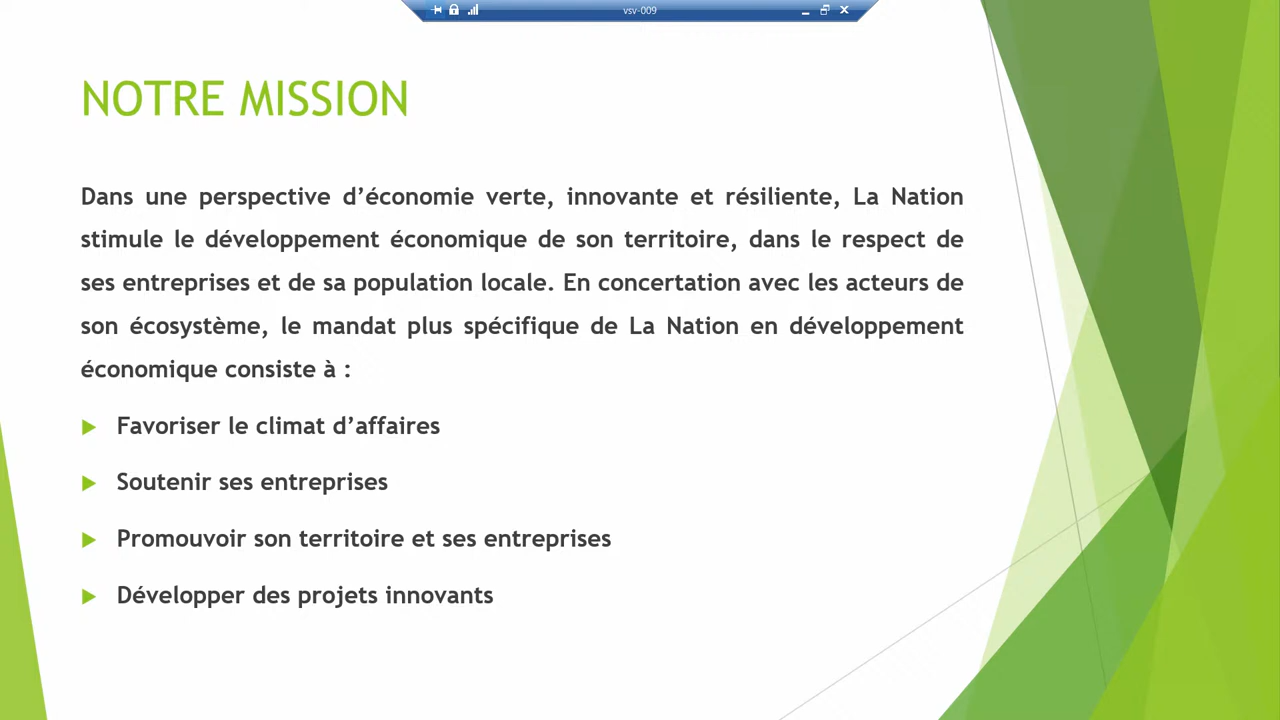 vsv-009
NOTRE MISSION
Dans une perspective d’économie verte, innovante et résiliente, La Nation
stimule le développement économique de son territoire, dans le respect de
ses entreprises et de sa population locale. En concertation avec les acteurs de
son écosystème, le mandat plus spécifique de La Nation en développement
économique consiste à :
Favoriser le climat d’affaires
Soutenir ses entreprises
Promouvoir son territoire et ses entreprises
Développer des projets innovants